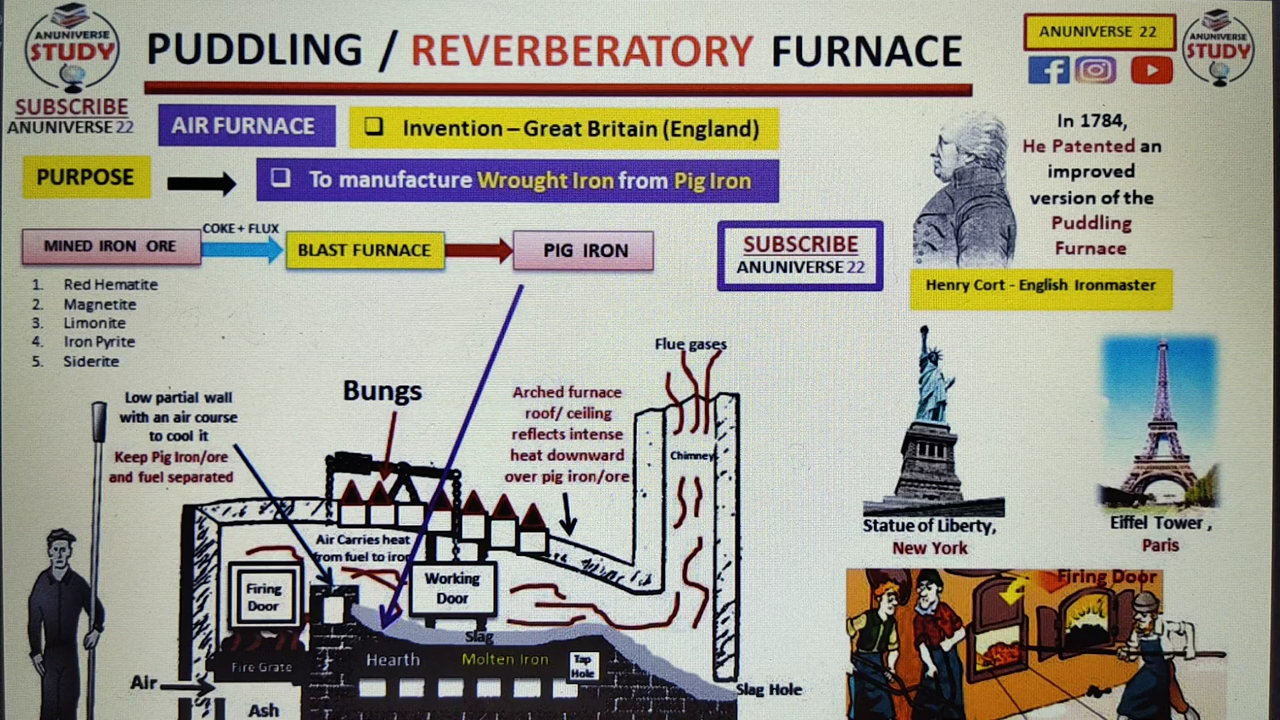 ANUNIVERSE
STUDY
SUBSCRIBE
ANUNIVERSE 22
PUDDLING / REVERBERATORY FURNACE
ANUNIVERSE 22
ANUNIVERSE
STUDY
AIR FURNACE
Invention – Great Britain (England)
PURPOSE
To manufacture Wrought Iron from Pig Iron
In 1784,
He Patented an
improved
version of the
Puddling
Furnace
Henry Cort - English Ironmaster
MINED IRON ORE
COKE + FLUX
BLAST FURNACE
PIG IRON
SUBSCRIBE
ANUNIVERSE 22
1. Red Hematite
2. Magnetite
3. Limonite
4. Iron Pyrite
5. Siderite
Low partial wall
with an air course
to cool it
Keep Pig Iron/ore
and fuel separated
Bungs
Arched furnace
roof/ ceiling
reflects intense
heat downward
over pig iron/ore
Flue gases
Chimney
Air Carries heat
from fuel to iron
Firing
Door
Working
Door
Slag
Fire Grate
Hearth
Molten Iron
Tap
Hole
Air
Ash
Slag Hole
Statue of Liberty,
New York
Eiffel Tower ,
Paris
Firing Door